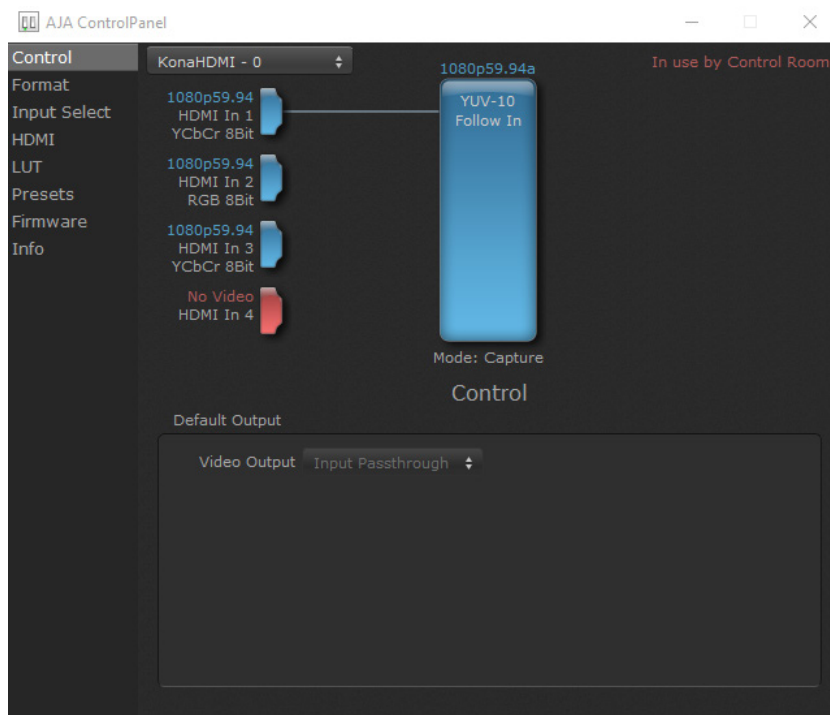 AJA ControlPanel
Control
Format
Input Select
HDMI
LUT
Presets
Firmware
Info
KonaHDMI - 0
In use by Control Room
1080p59.94
HDMI In 1
YCbCr 8Bit
1080p59.94
HDMI In 2
RGB 8Bit
1080p59.94
HDMI In 3
YCbCr 8Bit
No Video
HDMI In 4
1080p59.94a
YUV-10
Follow In
Mode: Capture
Control
Default Output
Video Output Input Passthrough